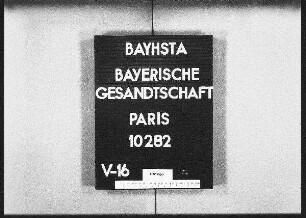 BAYHSTA
BAYERISCHE
GESANDTSCHAFT
PARIS
10282
V-16